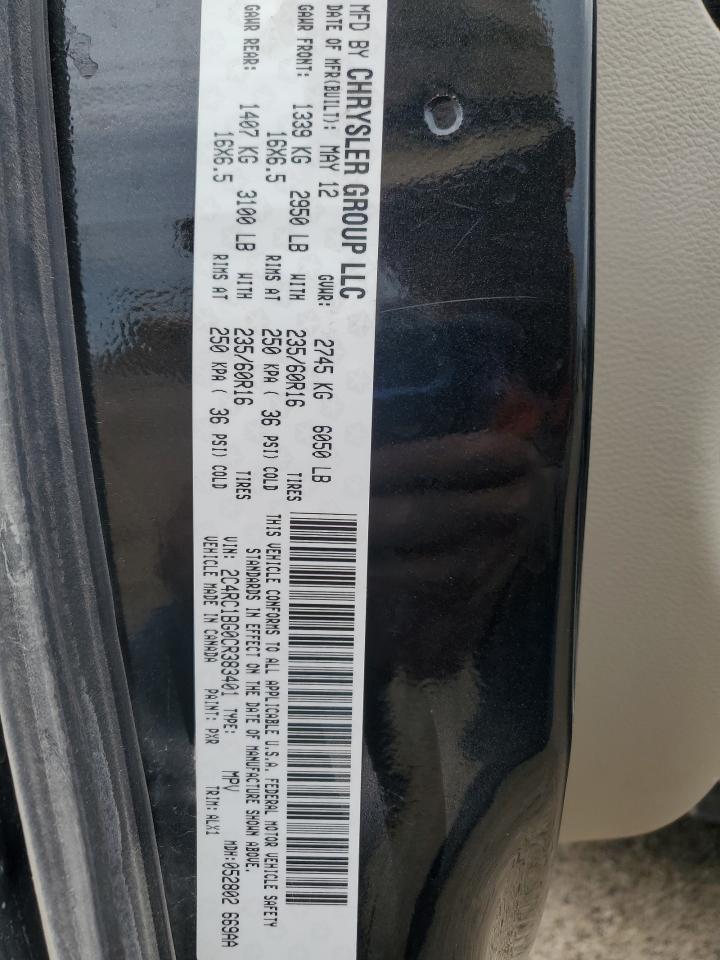 MFD BY CHRYSLER GROUP LLC
DATE OF MFR(BUILT): MAY 12 GVWR: 2745 KG 6050 LB
GAWR FRONT: 1339 KG 2950 LB WITH 235/60R16 TIRES
16X6.5 RIMS AT 250 KPA ( 36 PSI) COLD
GAWR REAR: 1407 KG 3100 LB WITH 235/60R16 TIRES
16X6.5 RIMS AT 250 KPA ( 36 PSI) COLD
THIS VEHICLE CONFORMS TO ALL APPLICABLE U.S.A. FEDERAL MOTOR VEHICLE SAFETY
STANDARDS IN EFFECT ON THE DATE OF MANUFACTURE SHOWN ABOVE.
VIN: 2C4RC1BG0CR383401 TYPE: MPV MDH:052802 669AA
VEHICLE MADE IN CANADA PAINT: PXR TRIM: ALX1